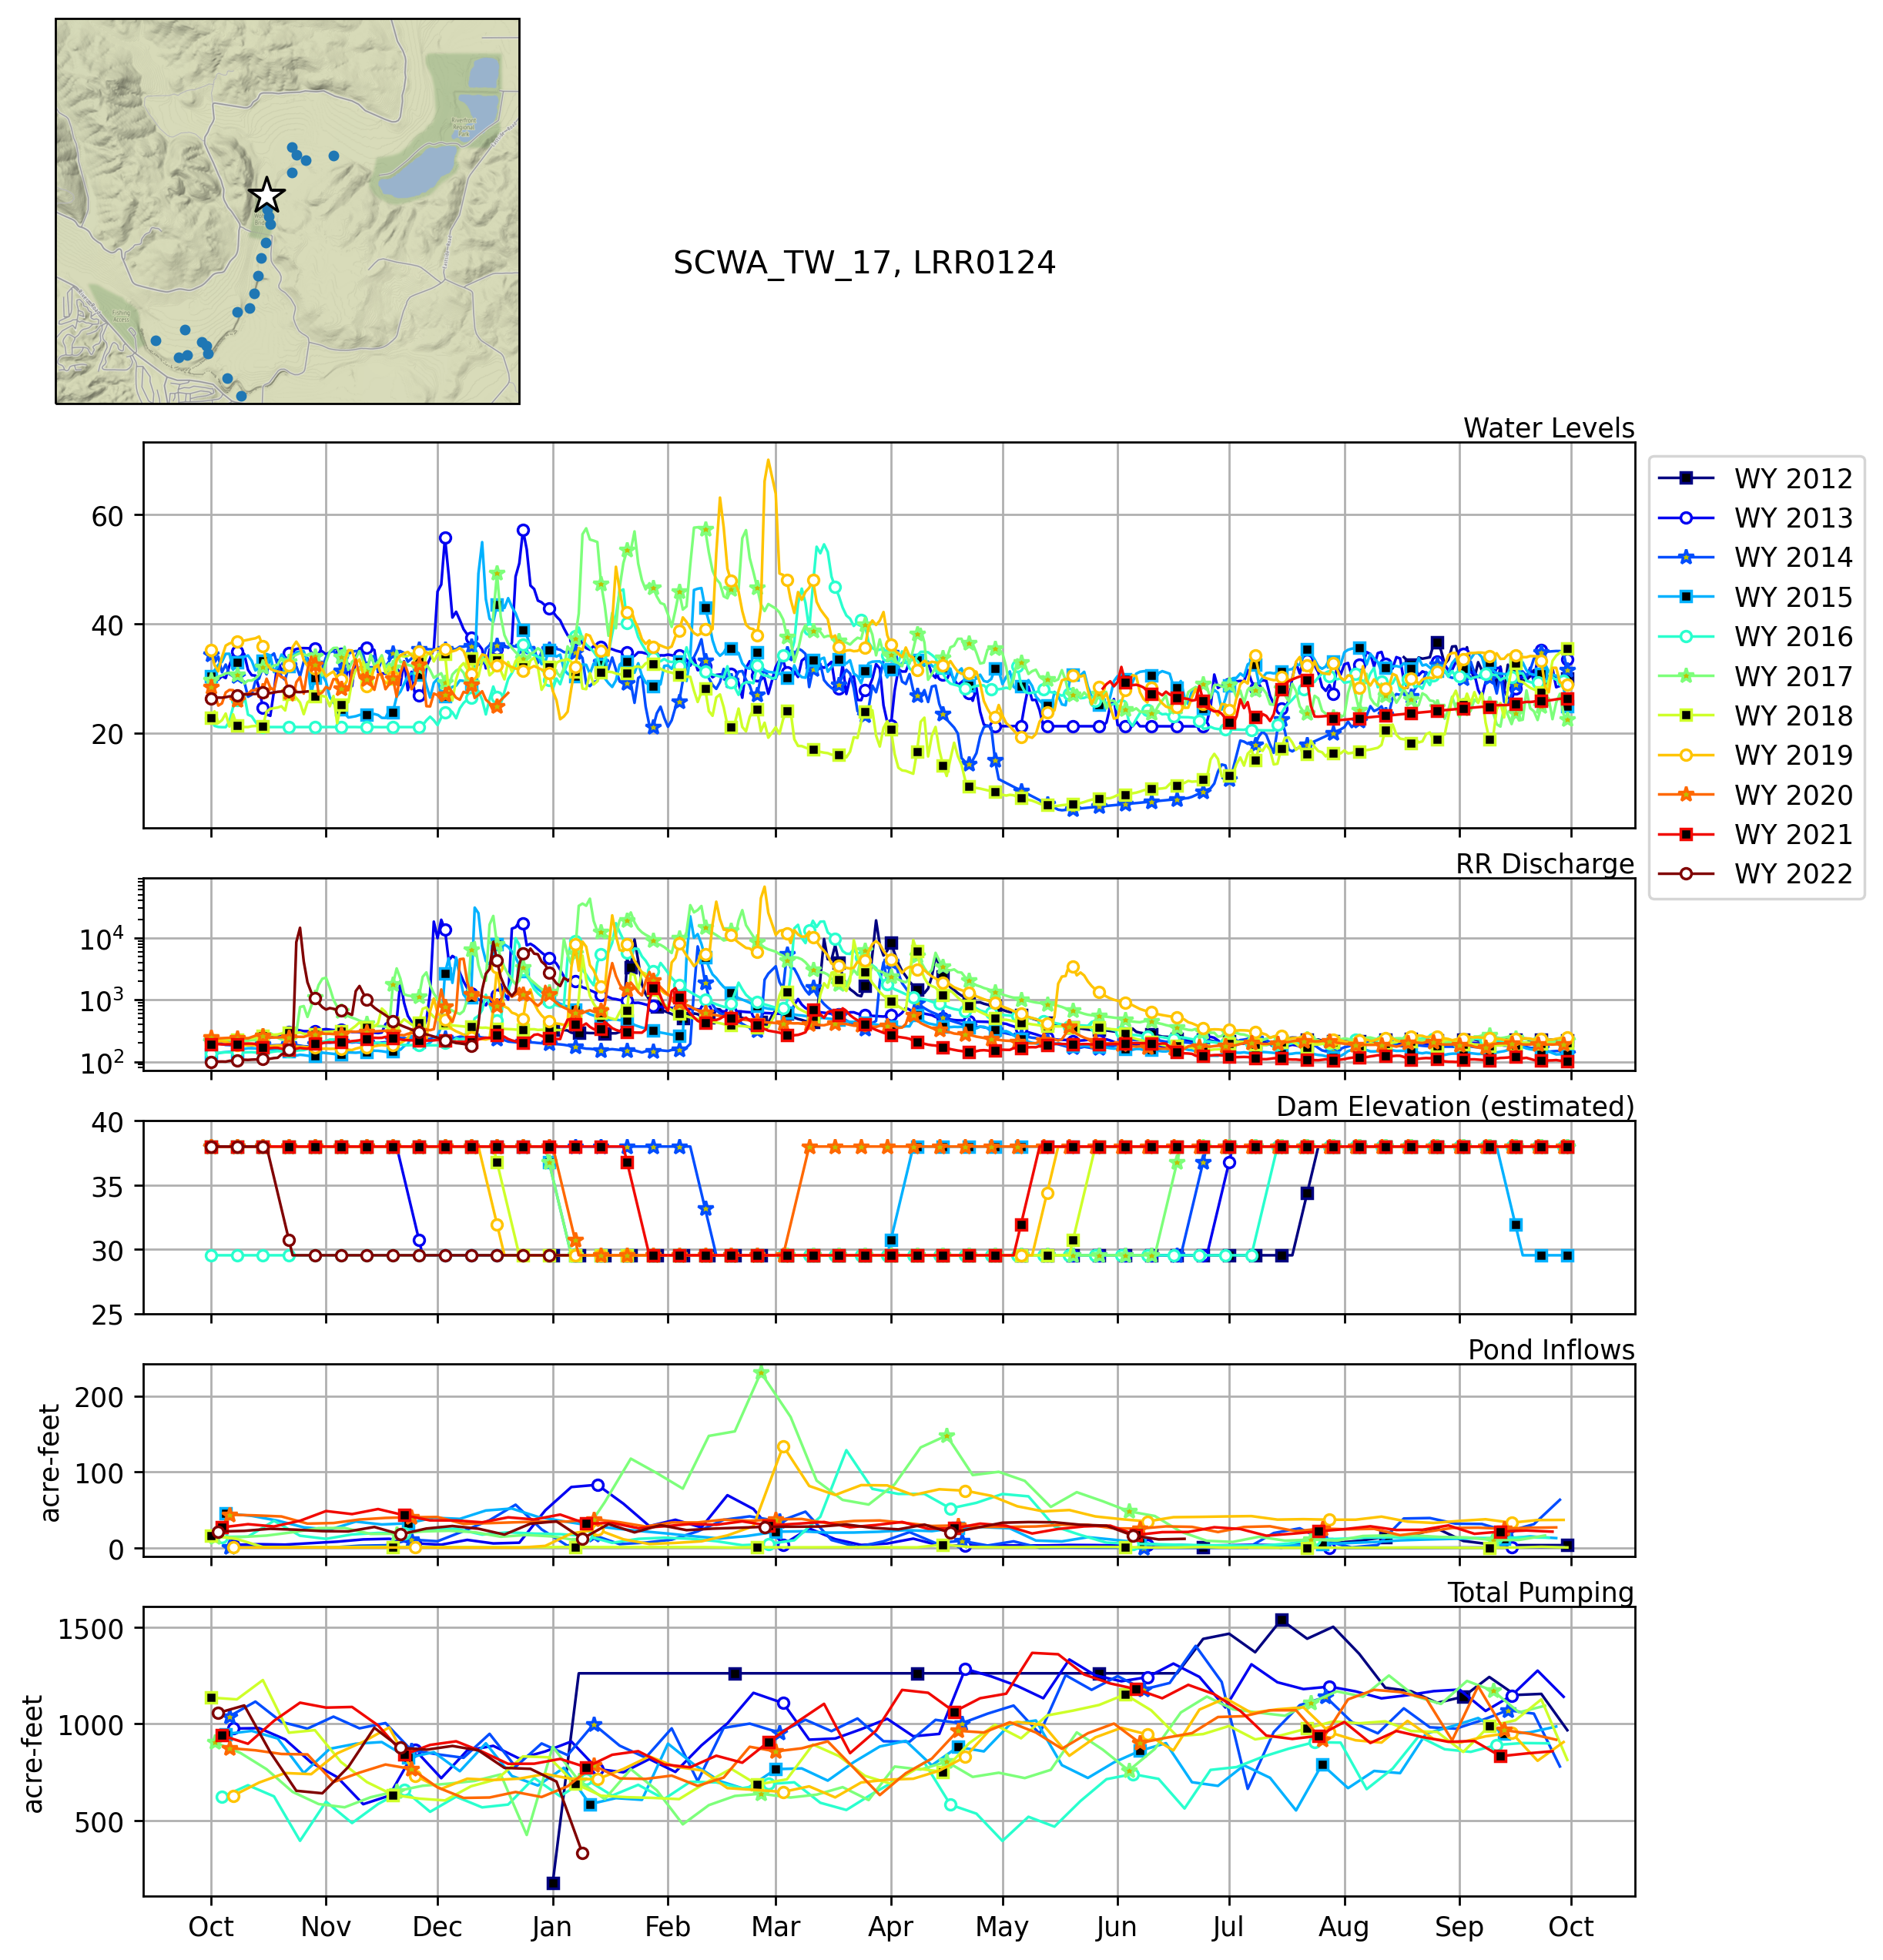 SCWA_TW_17, LRR0124
Water Levels
60
40
20
WY 2012
WY 2013
WY 2014
WY 2015
WY 2016
WY 2017
WY 2018
WY 2019
WY 2020
WY 2021
WY 2022
RR Discharge
10^4
10^3
10^2
Dam Elevation (estimated)
40
35
30
25
Pond Inflows
acre-feet
200
100
0
Total Pumping
acre-feet
1500
1000
500
Oct Nov Dec Jan Feb Mar Apr May Jun Jul Aug Sep Oct